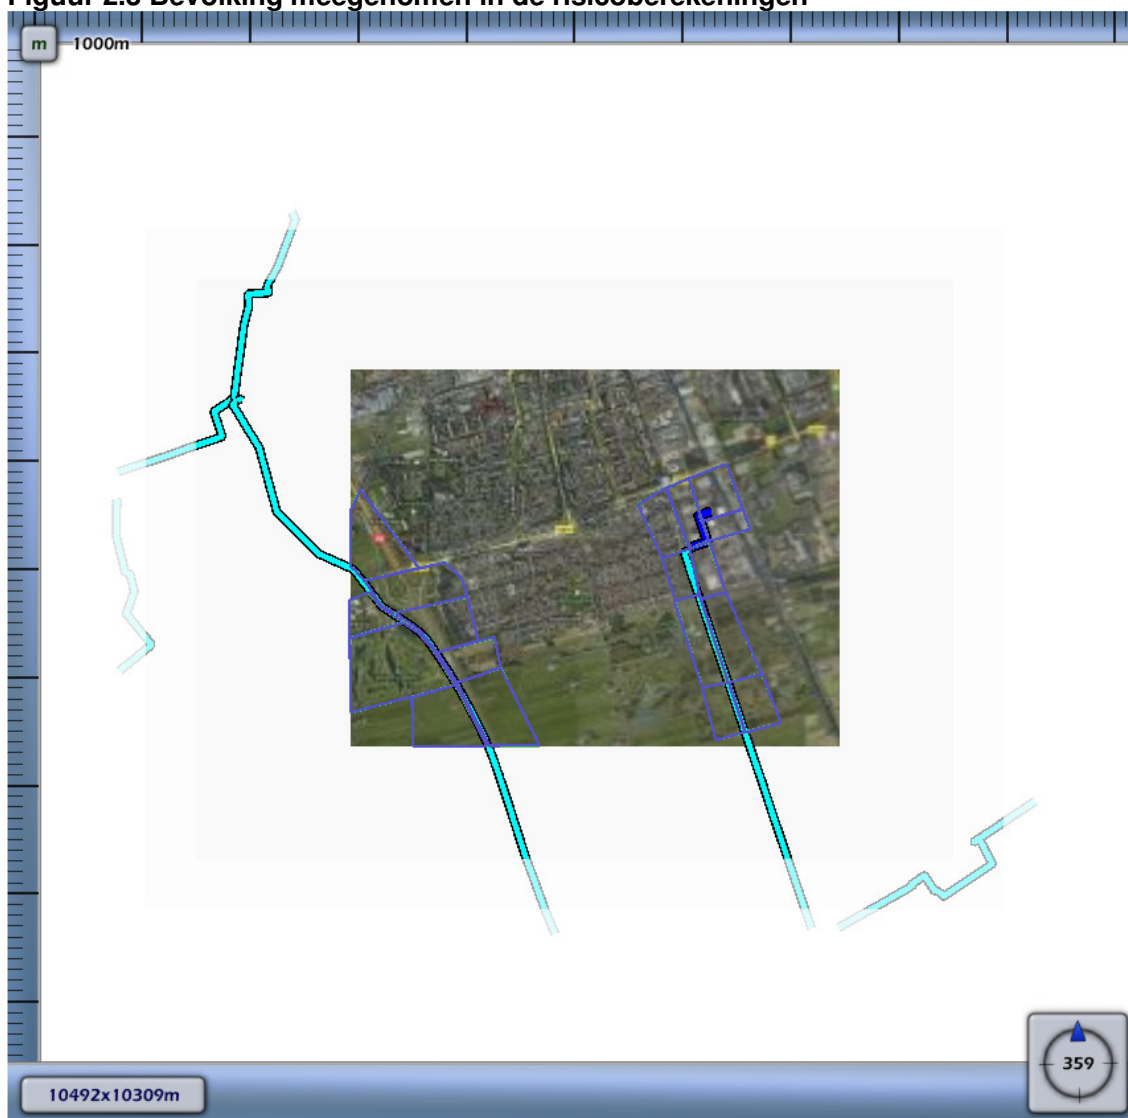 Figuur 2.3 Bevolking meegenomen in de risicoberekeningen
m
1000m
359
10492x10309m